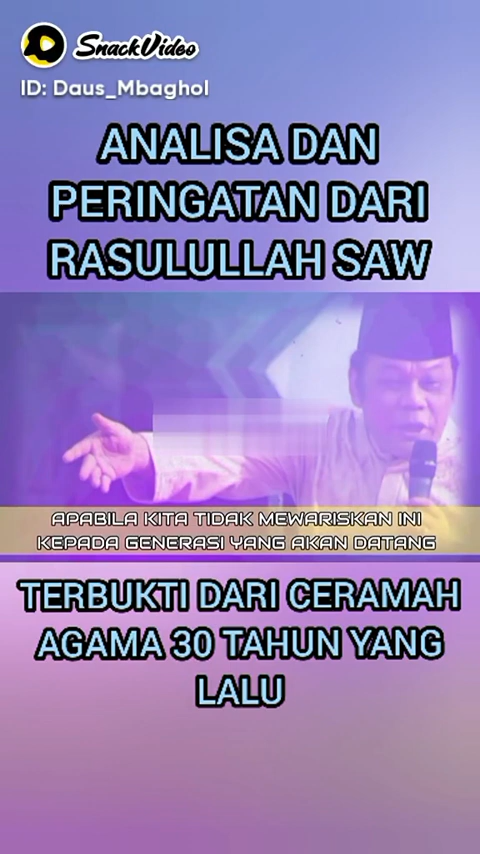 SnackVideo
ID: Daus_Mbaghol
ANALISA DAN
PERINGATAN DARI
RASULULLAH SAW
APABILA KITA TIDAK MEWARISKAN INI
KEPADA GENERASI YANG AKAN DATANG
TERBUKTI DARI CERAMAH
AGAMA 30 TAHUN YANG
LALU